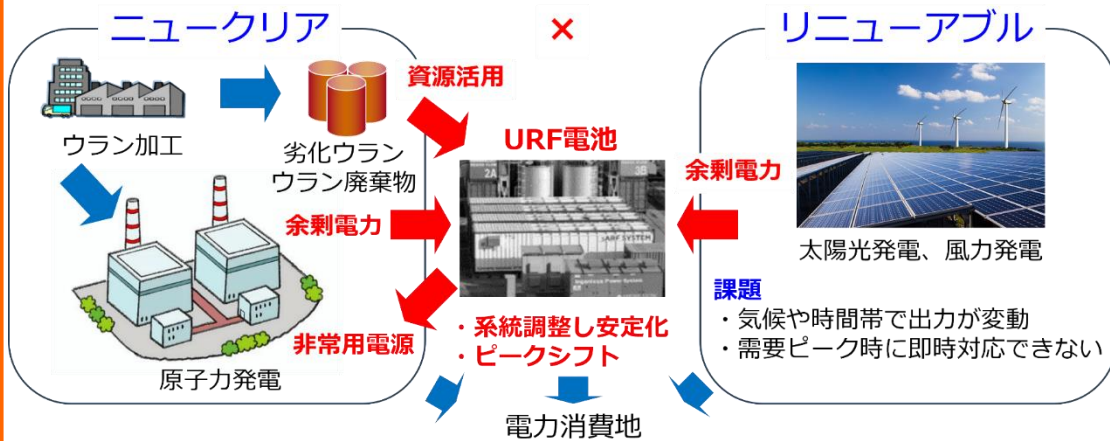 ニュークリア
×
リニューアブル
ウラン加工
劣化ウラン
ウラン廃棄物
資源活用
URF電池
2A
3B
余剰電力
余剰電力
非常用電源
原子力発電
・系統調整し安定化
・ピークシフト
太陽光発電、風力発電
課題
・気候や時間帯で出力が変動
・需要ピーク時に即時対応できない
電力消費地